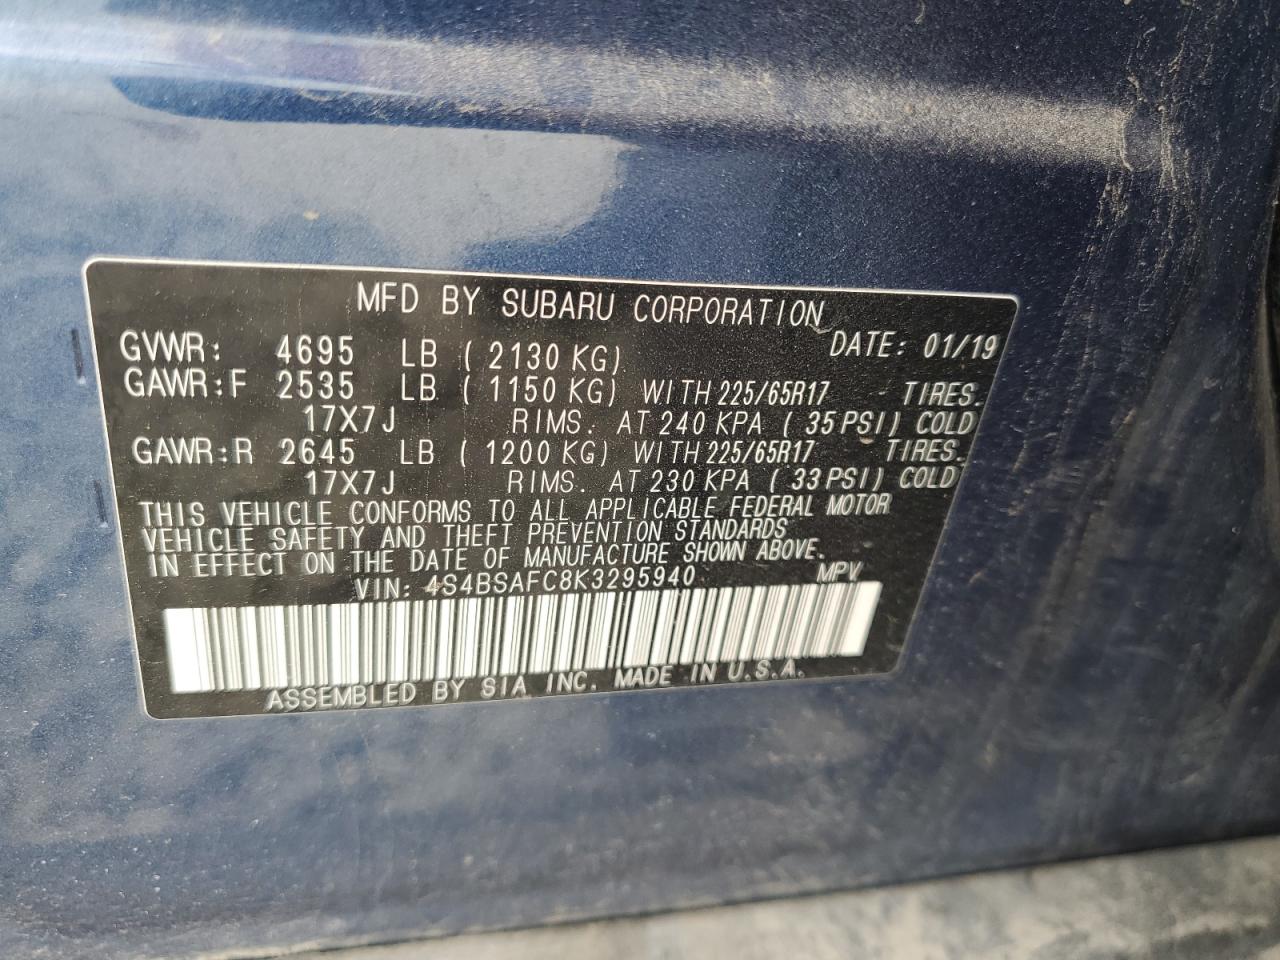 MFD BY SUBARU CORPORATION
GVWR: 4695 LB ( 2130 KG) DATE: 01/19
GAWR:F 2535 LB ( 1150 KG) WITH 225/65R17 TIRES.
17X7J RIMS. AT 240 KPA ( 35 PSI) COLD
GAWR:R 2645 LB ( 1200 KG) WITH 225/65R17 TIRES.
17X7J RIMS. AT 230 KPA ( 33 PSI) COLD
THIS VEHICLE CONFORMS TO ALL APPLICABLE FEDERAL MOTOR
VEHICLE SAFETY AND THEFT PREVENTION STANDARDS
IN EFFECT ON THE DATE OF MANUFACTURE SHOWN ABOVE.
VIN: 4S4BSAFC8K3295940 MPV
ASSEMBLED BY SIA INC. MADE IN U.S.A.